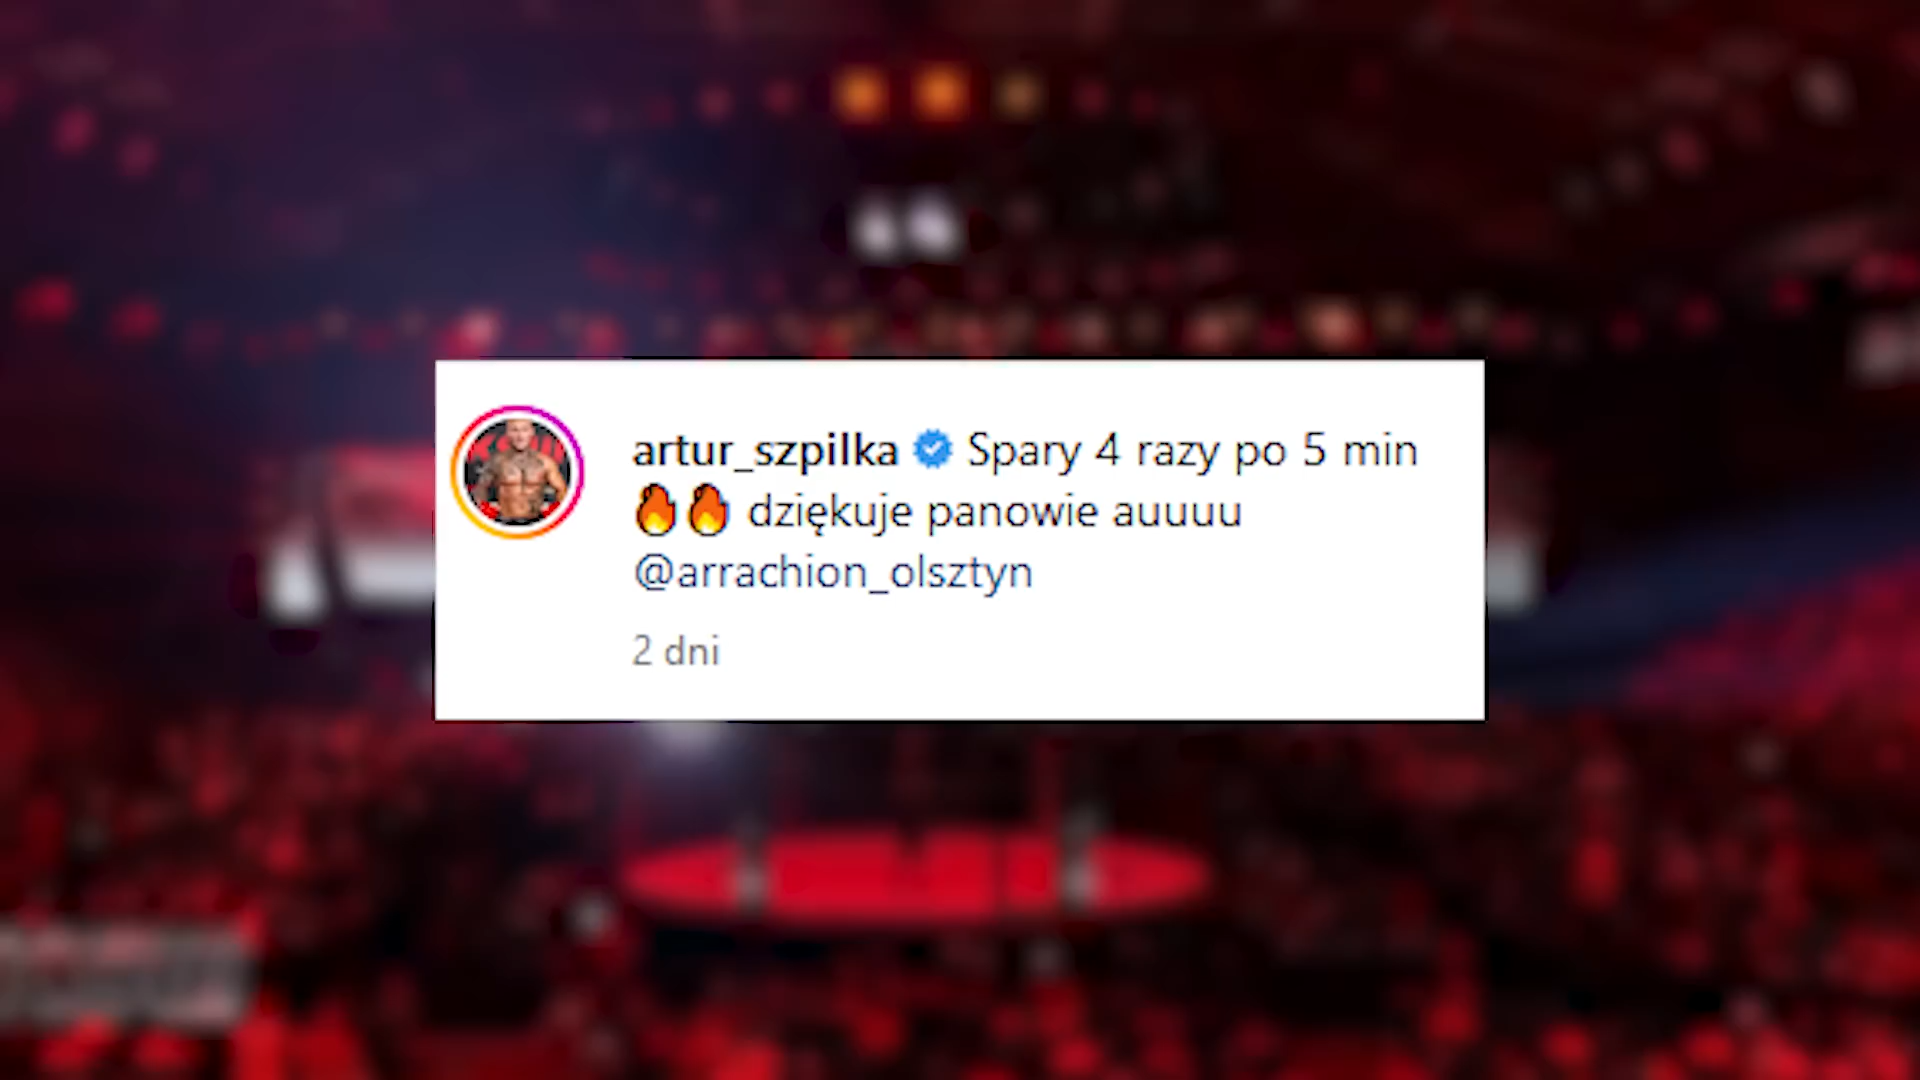 artur_szpilka Spary 4 razy po 5 min
🔥🔥 dziękuje panowie auuuu
@arrachion_olsztyn
2 dni